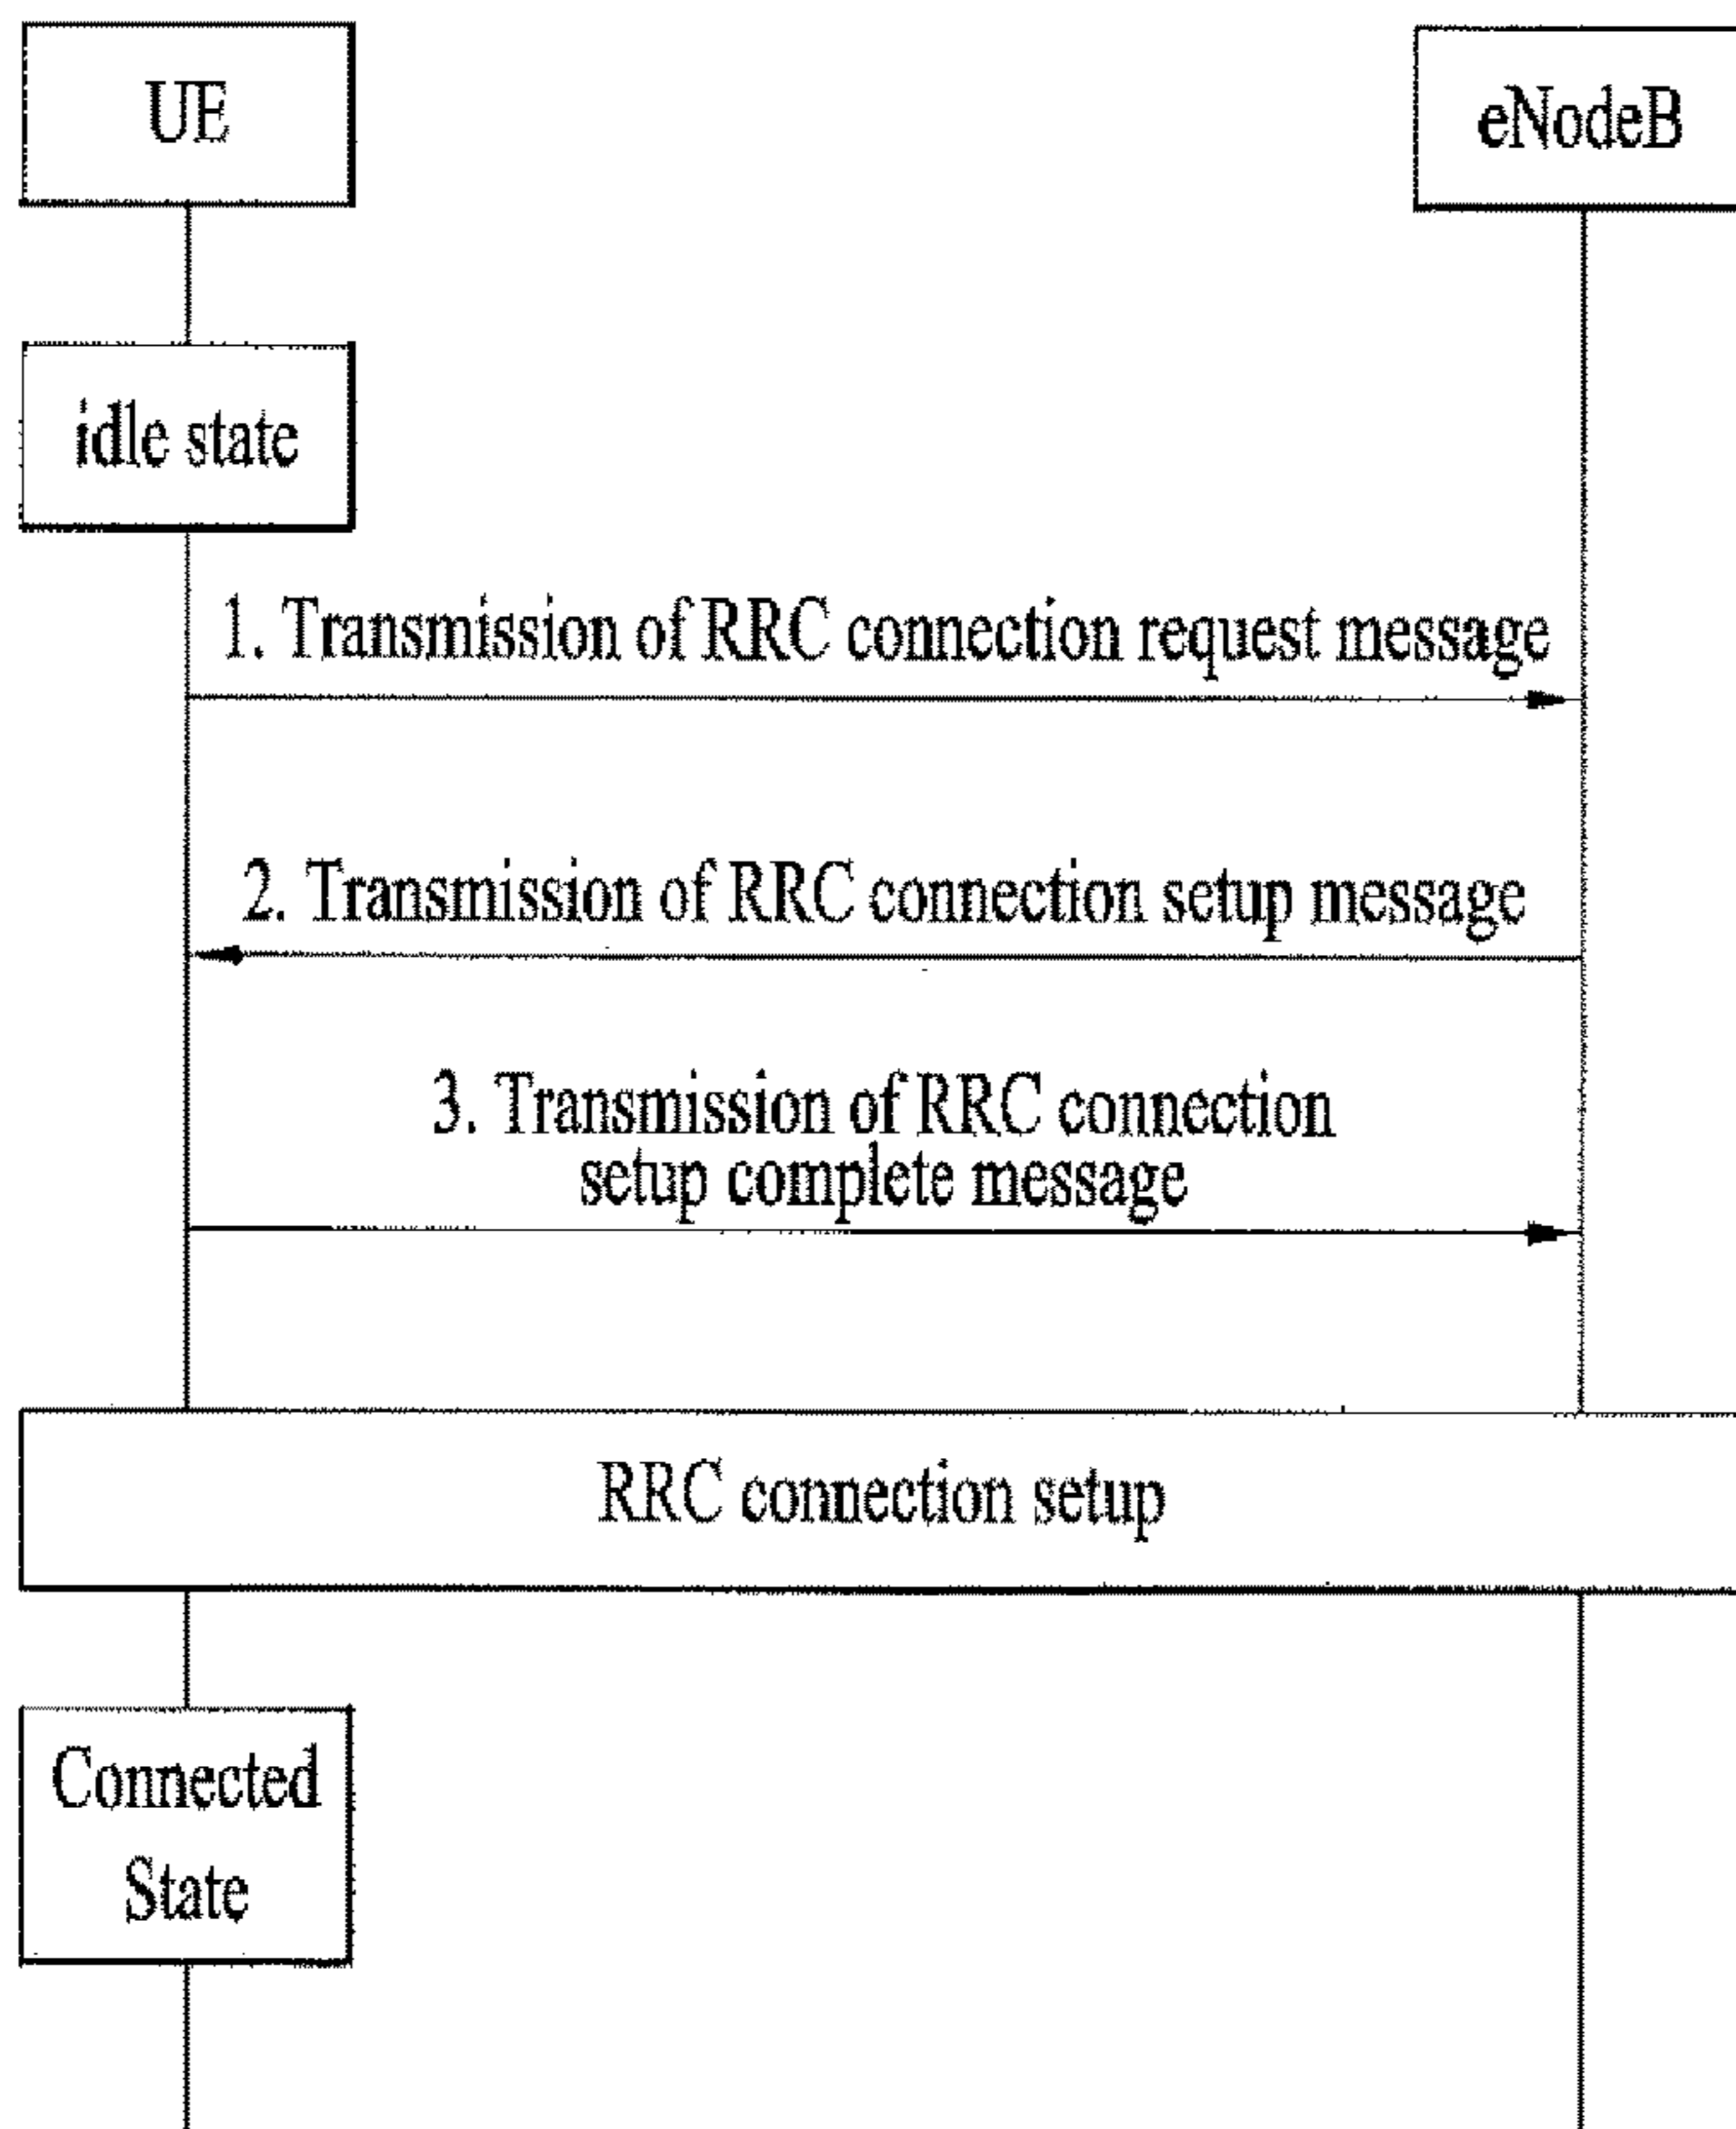 UE
eNodeB
idle state
1. Transmission of RRC connection request message
2. Transmission of RRC connection setup message
3. Transmission of RRC connection
setup complete message
RRC connection setup
Connected
State